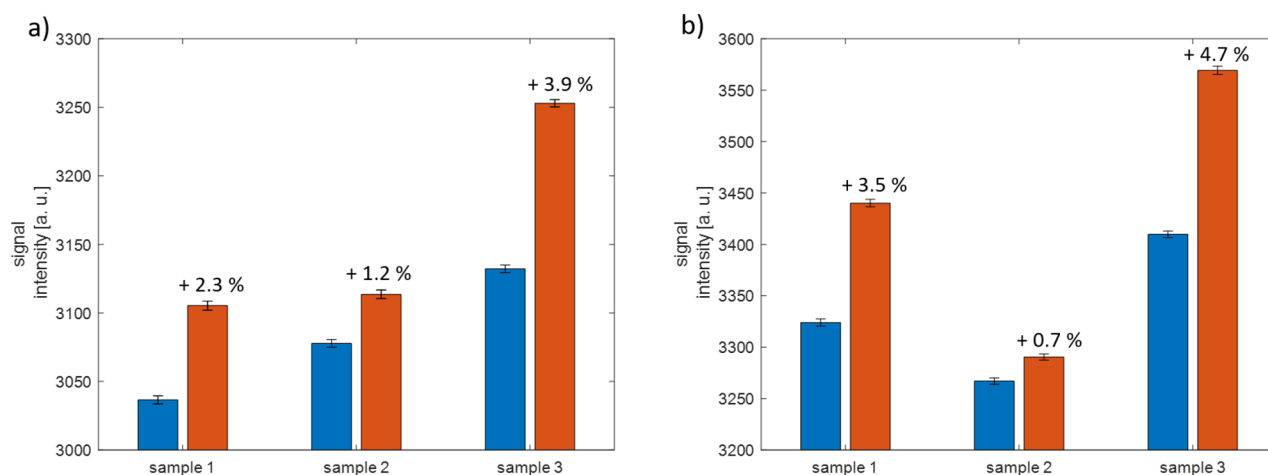 a)
3300
3250
3200
3150
3100
3050
3000
signal
intensity [a. u.]
+ 2.3 %
+ 1.2 %
+ 3.9 %
sample 1
sample 2
sample 3
b)
3600
3550
3500
3450
3400
3350
3300
3250
3200
signal
intensity [a. u.]
+ 3.5 %
+ 0.7 %
+ 4.7 %
sample 1
sample 2
sample 3